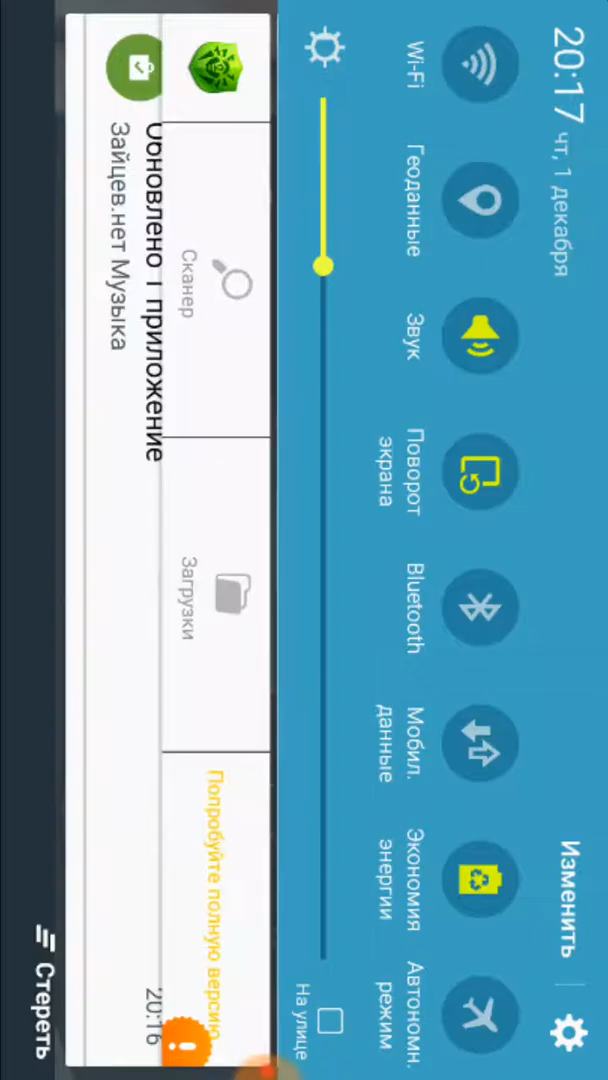 20:17 чт, 1 декабря
Изменить
Wi-Fi
Геоданные
Звук
Поворот
экрана
Bluetooth
Мобил.
данные
Экономия
энергии
Автономн.
режим
На улице
Сканер
Загрузки
Попробуйте полную версию
Обновлено 1 приложение
20:16
Зайцев.нет Музыка
Стереть